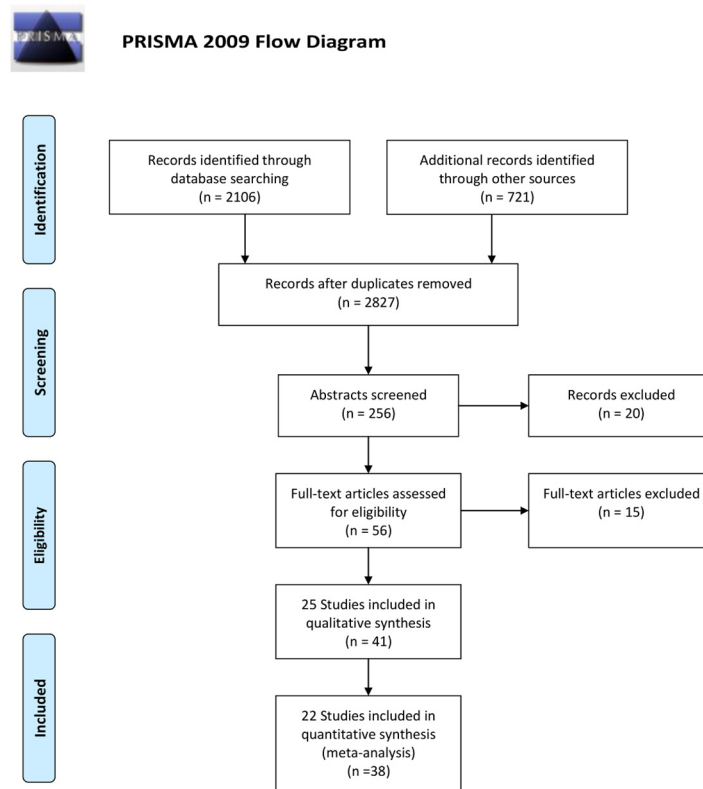 PRISMA
PRISMA 2009 Flow Diagram
Identification
Records identified through
database searching
(n = 2106)
Additional records identified
through other sources
(n = 721)
Records after duplicates removed
(n = 2827)
Screening
Abstracts screened
(n = 256)
Records excluded
(n = 20)
Eligibility
Full-text articles assessed
for eligibility
(n = 56)
Full-text articles excluded
(n = 15)
25 Studies included in
qualitative synthesis
(n = 41)
Included
22 Studies included in
quantitative synthesis
(meta-analysis)
(n =38)